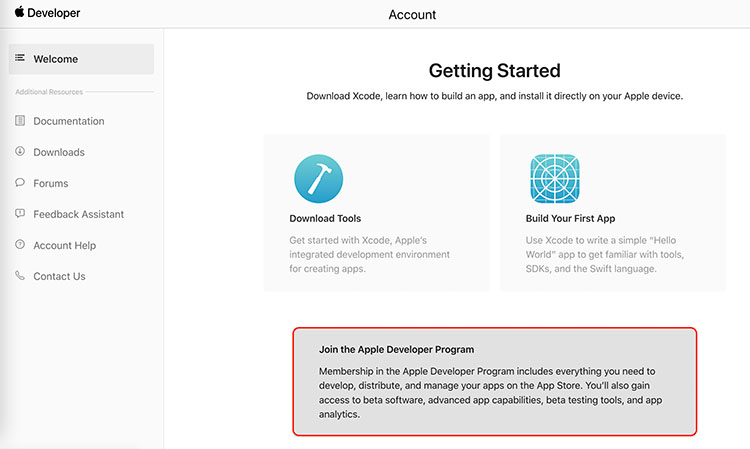 Developer
Account
Welcome
Additional Resources
Documentation
Downloads
Forums
Feedback Assistant
Account Help
Contact Us
Getting Started
Download Xcode, learn how to build an app, and install it directly on your Apple device.
Download Tools
Get started with Xcode, Apple's
integrated development environment
for creating apps.
Build Your First App
Use Xcode to write a simple “Hello
World” app to get familiar with tools,
SDKs, and the Swift language.
Join the Apple Developer Program
Membership in the Apple Developer Program includes everything you need to
develop, distribute, and manage your apps on the App Store. You'll also gain
access to beta software, advanced app capabilities, beta testing tools, and app
analytics.